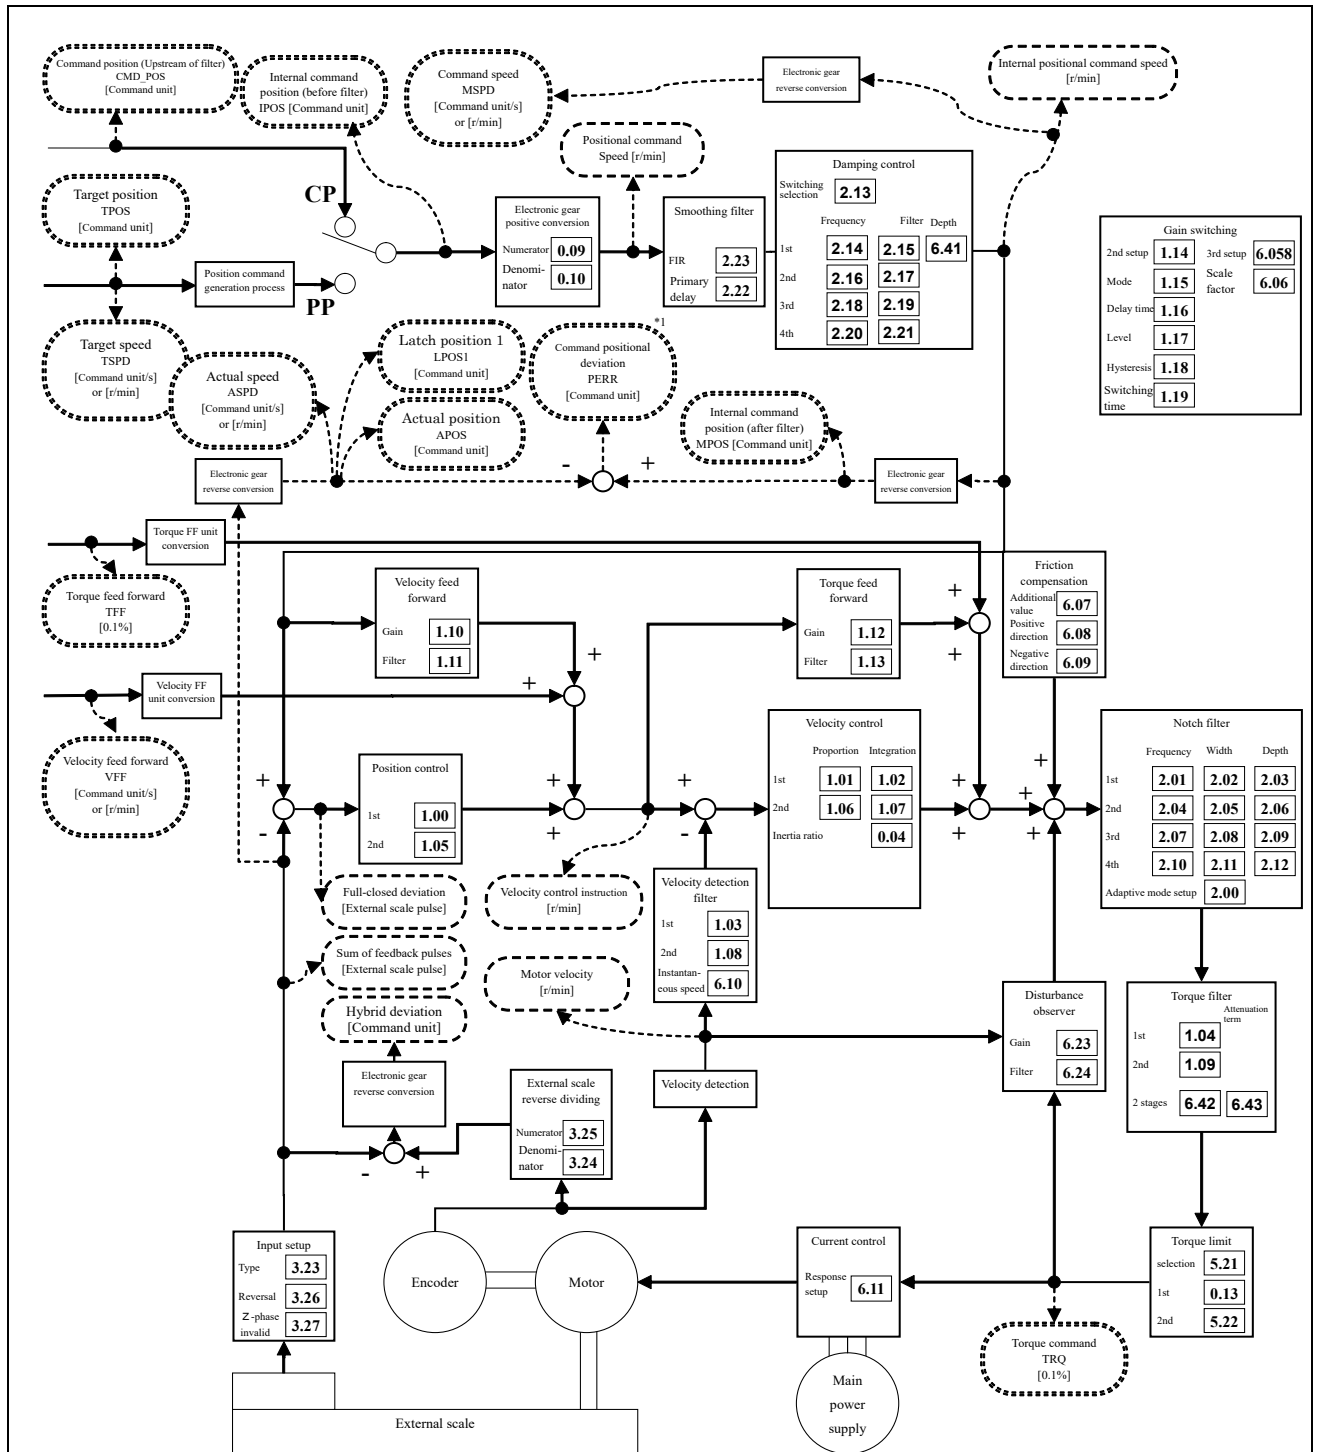 Command position (Upstream of filter)
CMD_POS
[Command unit]
Internal command
position (before filter)
IPOS [Command unit]
Command speed
MSPD
[Command unit/s]
or [r/min]
Electronic gear
reverse conversion
Internal positional command speed
[r/min]
Positional command
Speed [r/min]
Target position
TPOS
[Command unit]
CP
Position command
generation process
PP
Electronic gear
positive conversion
Numerator 0.09
Denomi-
nator 0.10
Smoothing filter
FIR 2.23
Primary
delay 2.22
Damping control
Switching
selection 2.13
Frequency Filter Depth
1st 2.14 2.15 6.41
2nd 2.16 2.17
3rd 2.18 2.19
4th 2.20 2.21
Gain switching
2nd setup 1.14 3rd setup 6.058
Mode 1.15 Scale
factor 6.06
Delay time 1.16
Level 1.17
Hysteresis 1.18
Switching
time 1.19
Target speed
TSPD
[Command unit/s]
or [r/min]
Actual speed
ASPD
[Command unit/s]
or [r/min]
Latch position 1
LPOS1
[Command unit]
Actual position
APOS
[Command unit]
*1
Command positional
deviation
PERR
[Command unit]
Internal command
position (after filter)
MPOS [Command unit]
Electronic gear
reverse conversion
- +
Electronic gear
reverse conversion
Torque FF unit
conversion
Torque feed forward
TFF
[0.1%]
Velocity feed
forward
Gain 1.10
Filter 1.11
+
+
Torque feed
forward
Gain 1.12
Filter 1.13
+
+
Friction
compensation
Additional
value 6.07
Positive
direction 6.08
Negative
direction 6.09
Velocity FF
unit conversion
Velocity feed forward
VFF
[Command unit/s]
or [r/min]
+
-
Position control
1st 1.00
2nd 1.05
+
+
+
-
Velocity control
Proportion Integration
1st 1.01 1.02
2nd 1.06 1.07
Inertia ratio 0.04
+
+
+
+
+
Notch filter
Frequency Width Depth
1st 2.01 2.02 2.03
2nd 2.04 2.05 2.06
3rd 2.07 2.08 2.09
4th 2.10 2.11 2.12
Adaptive mode setup 2.00
Full-closed deviation
[External scale pulse]
Velocity control instruction
[r/min]
Velocity detection
filter
1st 1.03
2nd 1.08
Instantan-
eous speed 6.10
Sum of feedback pulses
[External scale pulse]
Motor velocity
[r/min]
Hybrid deviation
[Command unit]
Disturbance
observer
Gain 6.23
Filter 6.24
Torque filter
Attenuation
term
1st 1.04
2nd 1.09
2 stages 6.42 6.43
Electronic gear
reverse conversion
External scale
reverse dividing
Numerator 3.25
Denomi-
nator 3.24
Velocity detection
- +
Input setup
Type 3.23
Reversal 3.26
Z-phase
invalid 3.27
Encoder
Motor
Current control
Response
setup 6.11
Torque limit
selection 5.21
1st 0.13
2nd 5.22
Torque command
TRQ
[0.1%]
Main
power
supply
External scale